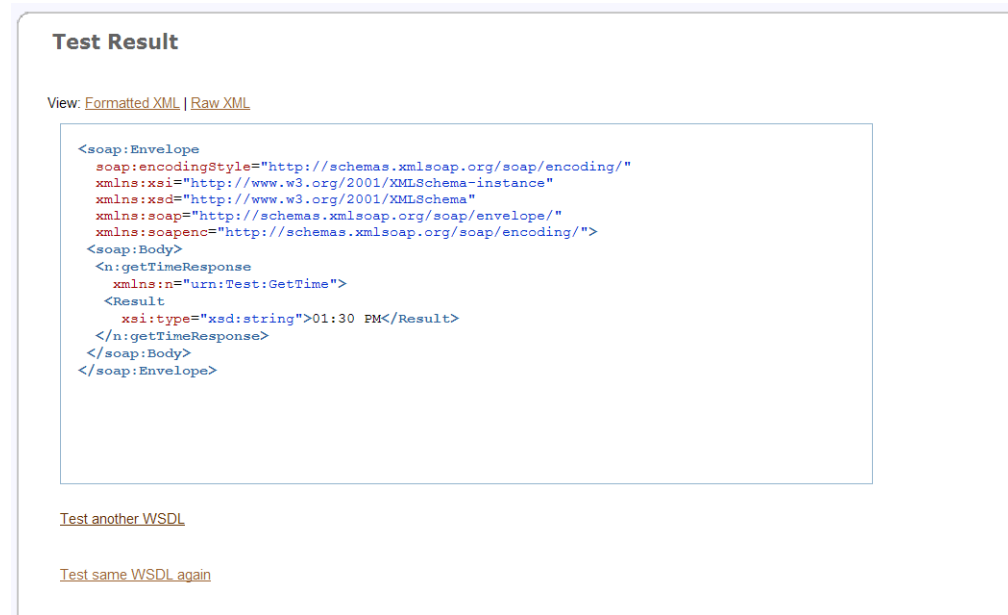 Test Result
View: Formatted XML | Raw XML
<soap:Envelope
soap:encodingStyle="http://schemas.xmlsoap.org/soap/encoding/"
xmlns:xsi="http://www.w3.org/2001/XMLSchema-instance"
xmlns:xsd="http://www.w3.org/2001/XMLSchema"
xmlns:soap="http://schemas.xmlsoap.org/soap/envelope/"
xmlns:soapenc="http://schemas.xmlsoap.org/soap/encoding/">
<soap:Body>
<n:getTimeResponse
xmlns:n="urn:Test:GetTime">
<Result
xsi:type="xsd:string">01:30 PM</Result>
</n:getTimeResponse>
</soap:Body>
</soap:Envelope>
Test another WSDL
Test same WSDL again